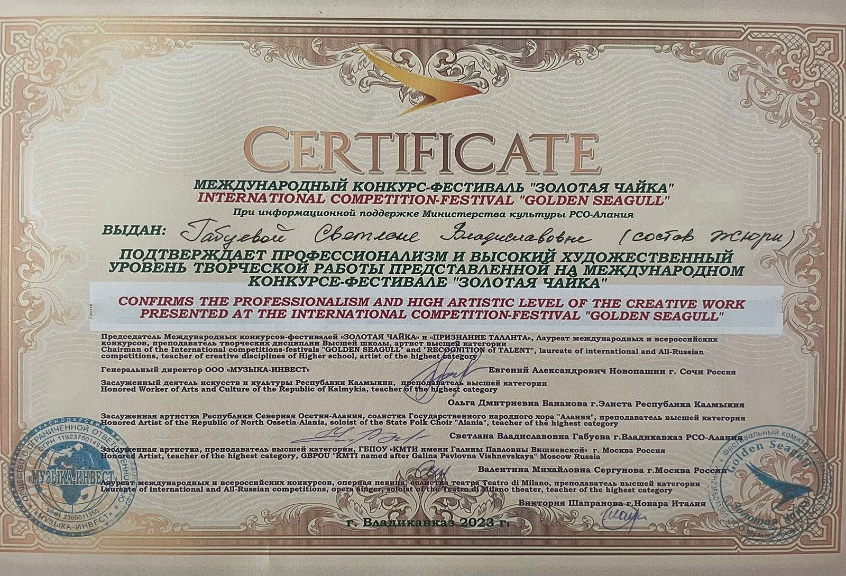 CERTIFICATE
МЕЖДУНАРОДНЫЙ КОНКУРС-ФЕСТИВАЛЬ "ЗОЛОТАЯ ЧАЙКА"
INTERNATIONAL COMPETITION-FESTIVAL "GOLDEN SEAGULL"
При информационной поддержке Министерства культуры РСО-Алания
ВЫДАН: Габуевой Светлане Владиславовне (состав жюри)
ПОДТВЕРЖДАЕТ ПРОФЕССИОНАЛИЗМ И ВЫСОКИЙ ХУДОЖЕСТВЕННЫЙ
УРОВЕНЬ ТВОРЧЕСКОЙ РАБОТЫ ПРЕДСТАВЛЕННОЙ НА МЕЖДУНАРОДНОМ
КОНКУРСЕ-ФЕСТИВАЛЕ "ЗОЛОТАЯ ЧАЙКА"
CONFIRMS THE PROFESSIONALISM AND HIGH ARTISTIC LEVEL OF THE CREATIVE WORK
PRESENTED AT THE INTERNATIONAL COMPETITION-FESTIVAL "GOLDEN SEAGULL"
Председатель Международных конкурсов-фестивалей «ЗОЛОТАЯ ЧАЙКА» и «ПРИЗНАНИЕ ТАЛАНТА», Лауреат международных и всероссийских
конкурсов, преподаватель творческих дисциплин Высшей школы, артист высшей категории
Chairman of the International competitions-festivals "GOLDEN SEAGULL" and "RECOGNITION OF TALENT", laureate of international and All-Russian
competitions, teacher of creative disciplines of Higher school, artist of the highest category
Генеральный директор ООО «МУЗЫКА-ИНВЕСТ» Евгений Александрович Новопашин г. Сочи Россия
Заслуженный деятель искусств и культуры Республики Калмыкии, преподаватель высшей категории
Honored Worker of Arts and Culture of the Republic of Kalmykia, teacher of the highest category
Ольга Дмитриевна Вананова г.Элиста Республика Калмыкия
Заслуженная артистка Республики Северная Осетия-Алания, солистка Государственного народного хора "Алания", преподаватель высшей категории
Honored Artist of the Republic of North Ossetia-Alania, soloist of the State Folk Choir "Alania", teacher of the highest category
Светлана Владиславовна Габуева г.Владикавказ РСО-Алания
Заслуженная артистка, преподаватель высшей категории, ГБПОУ «КМТИ имени Галины Павловны Вишневской» г. Москва Россия
Honored Artist, teacher of the highest category, GBPOU "KMTI named after Galina Pavlovna Vishnevskaya" Moscow Russia
Валентина Михайловна Сергунова г.Москва Россия
Лауреат международных и всероссийских конкурсов, оперная певица, солистка театра Teatro di Milano, преподаватель высшей категории
Laureate of international and All-Russian competitions, opera singer, soloist of the Teatro di Milano theater, teacher of the highest category
Виктория Шапранова г.Новара Италия
г. Владикавказ 2023 г.
МУЗЫКА-ИНВЕСТ
Golden Seagull
Золотая чайка